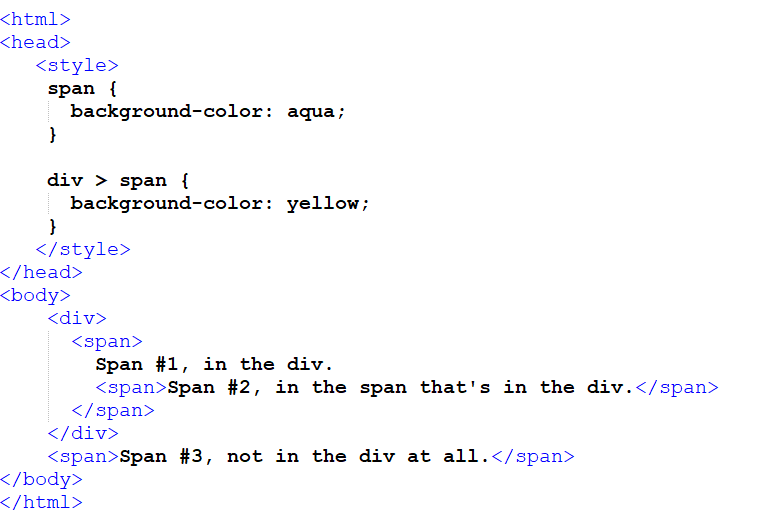 <html>
<head>
   <style>
    span {
      background-color: aqua;
    }

    div > span {
      background-color: yellow;
    }
   </style>
</head>
<body>
    <div>
      <span>
        Span #1, in the div.
        <span>Span #2, in the span that's in the div.</span>
      </span>
    </div>
    <span>Span #3, not in the div at all.</span>
</body>
</html>